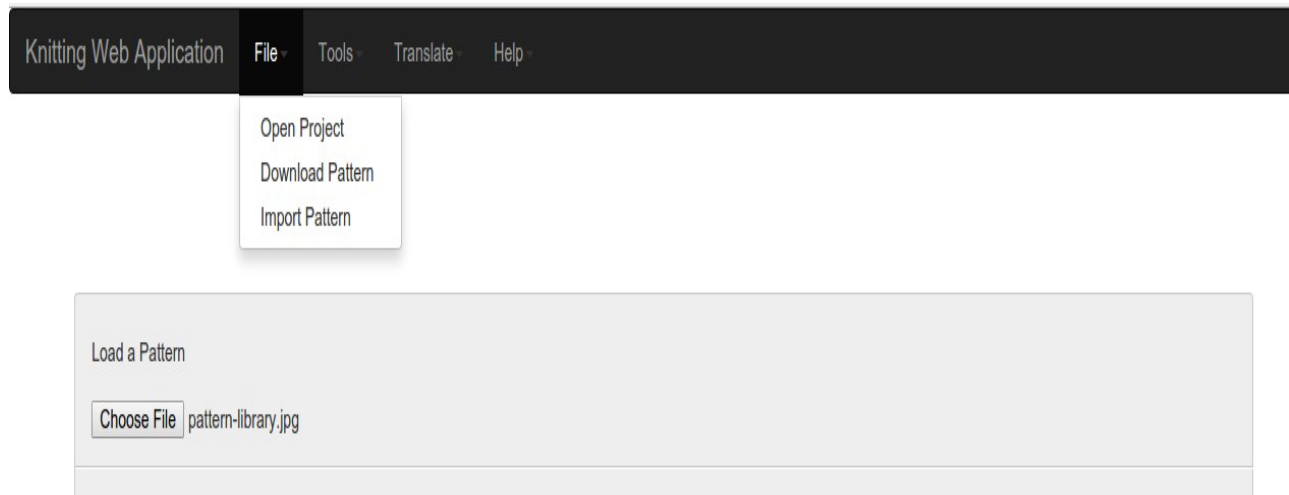 Knitting Web Application File Tools Translate Help
Open Project
Download Pattern
Import Pattern
Load a Pattern
Choose File pattern-library.jpg